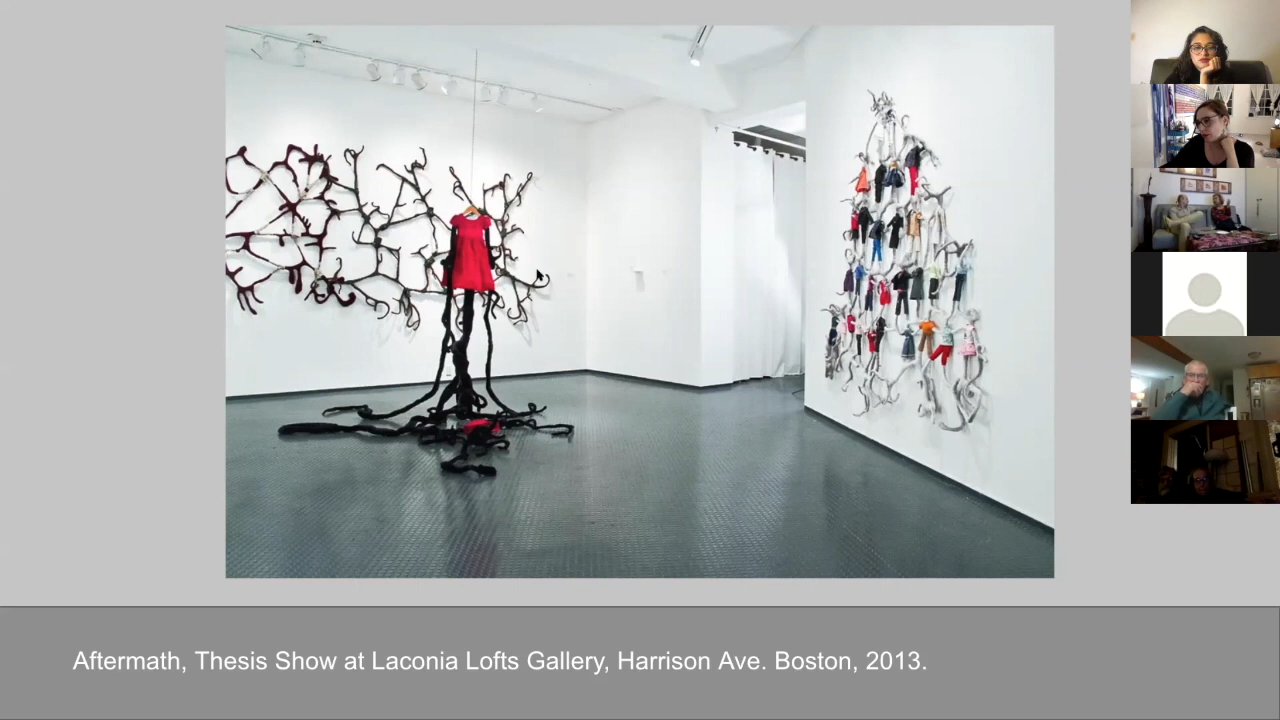 Aftermath, Thesis Show at Laconia Lofts Gallery, Harrison Ave. Boston, 2013.